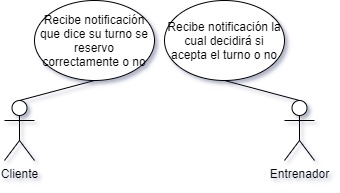 Recibe notificación
que dice su turno se
reservo
correctamente o no
Recibe notificación la
cual decidirá si
acepta el turno o no
Cliente
Entrenador